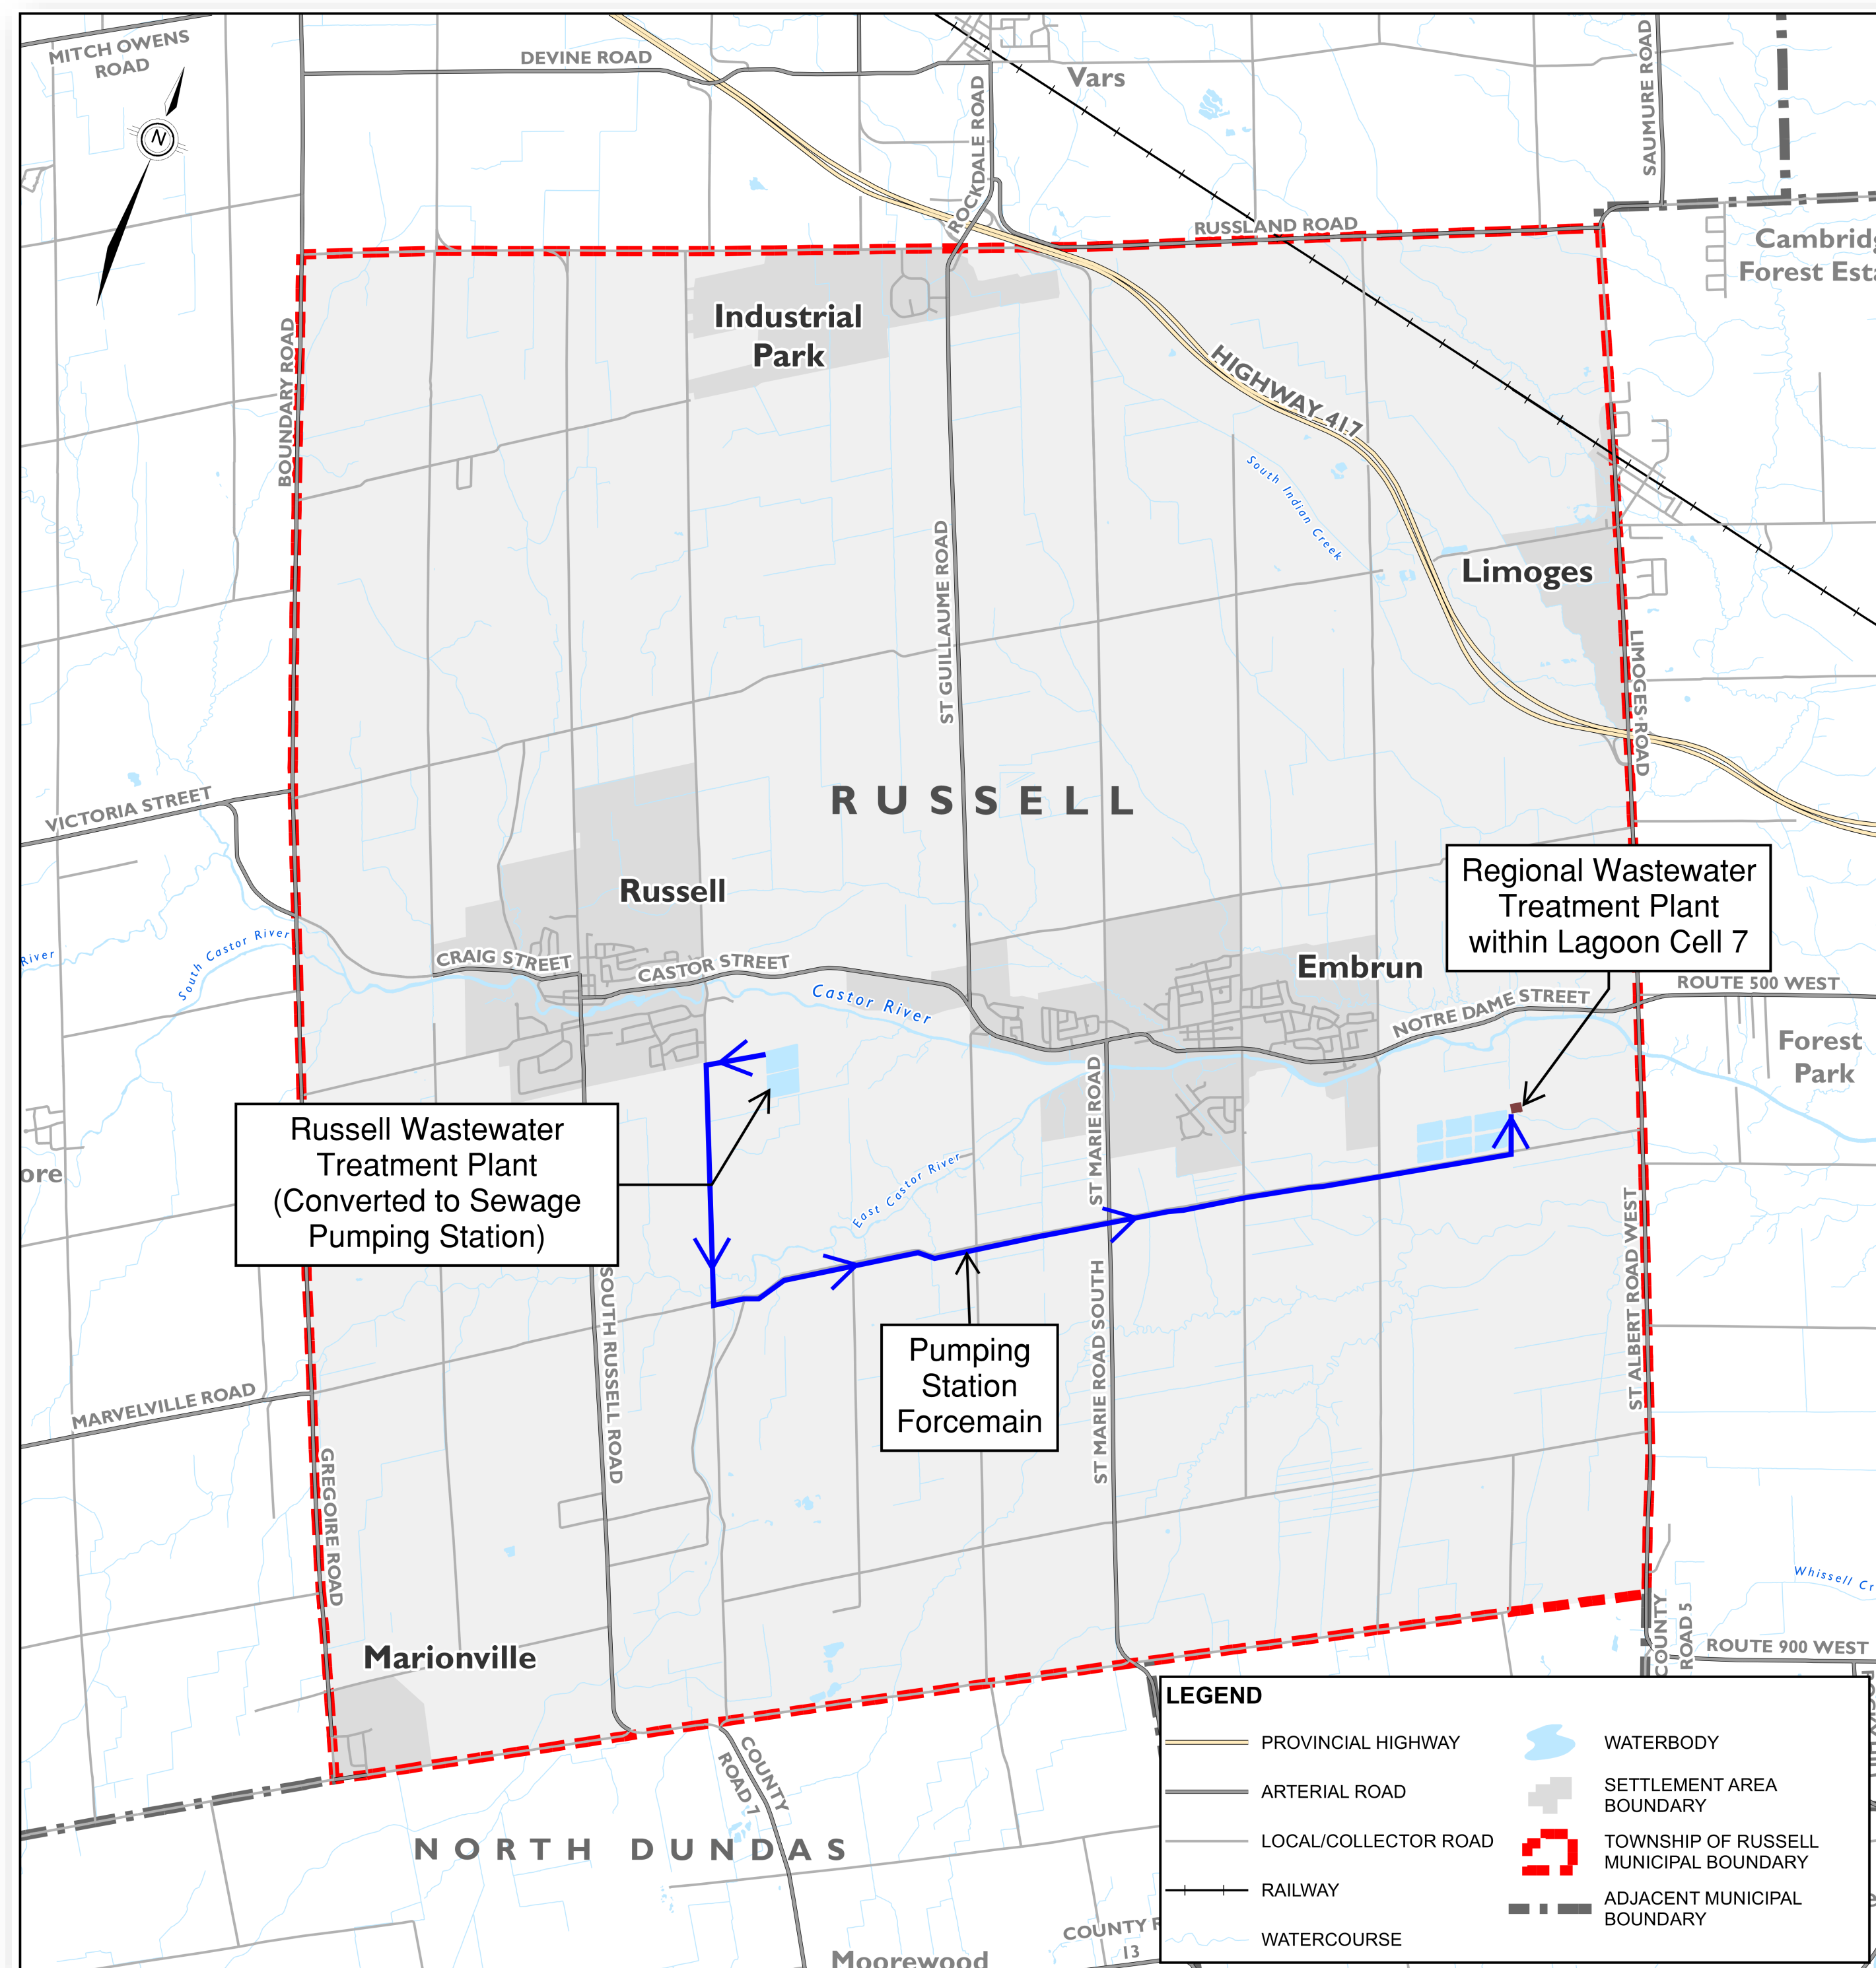 MITCH OWENS
ROAD
DEVINE ROAD
Vars
SAUMURE ROAD
N
ROCKDALE ROAD
RUSSLAND ROAD
Industrial
Park
BOUNDARY ROAD
HIGHWAY 417
South Indian Creek
Limoges
ST GUILLAUME ROAD
LIMOGES ROAD
VICTORIA STREET
RUSSELL
Russell
Regional Wastewater
Treatment Plant
within Lagoon Cell 7
River
South Castor River
CRAIG STREET
CASTOR STREET
Castor River
Embrun
NOTRE DAME STREET
ROUTE 500 WEST
Forest
Park
Russell Wastewater
Treatment Plant
(Converted to Sewage
Pumping Station)
ST MARIE ROAD
East Castor River
ST ALBERT ROAD WEST
SOUTH RUSSELL ROAD
Pumping
Station
Forcemain
ST MARIE ROAD SOUTH
MARVELVILLE ROAD
GREGOIRE ROAD
Whissell
Marionville
COUNTY
ROAD 5
ROUTE 900 WEST
COUNTY
ROAD 7
NORTH DUNDAS
COUNTY
13
Moorewood
LEGEND
PROVINCIAL HIGHWAY
ARTERIAL ROAD
LOCAL/COLLECTOR ROAD
RAILWAY
WATERCOURSE
WATERBODY
SETTLEMENT AREA
BOUNDARY
TOWNSHIP OF RUSSELL
MUNICIPAL BOUNDARY
ADJACENT MUNICIPAL
BOUNDARY